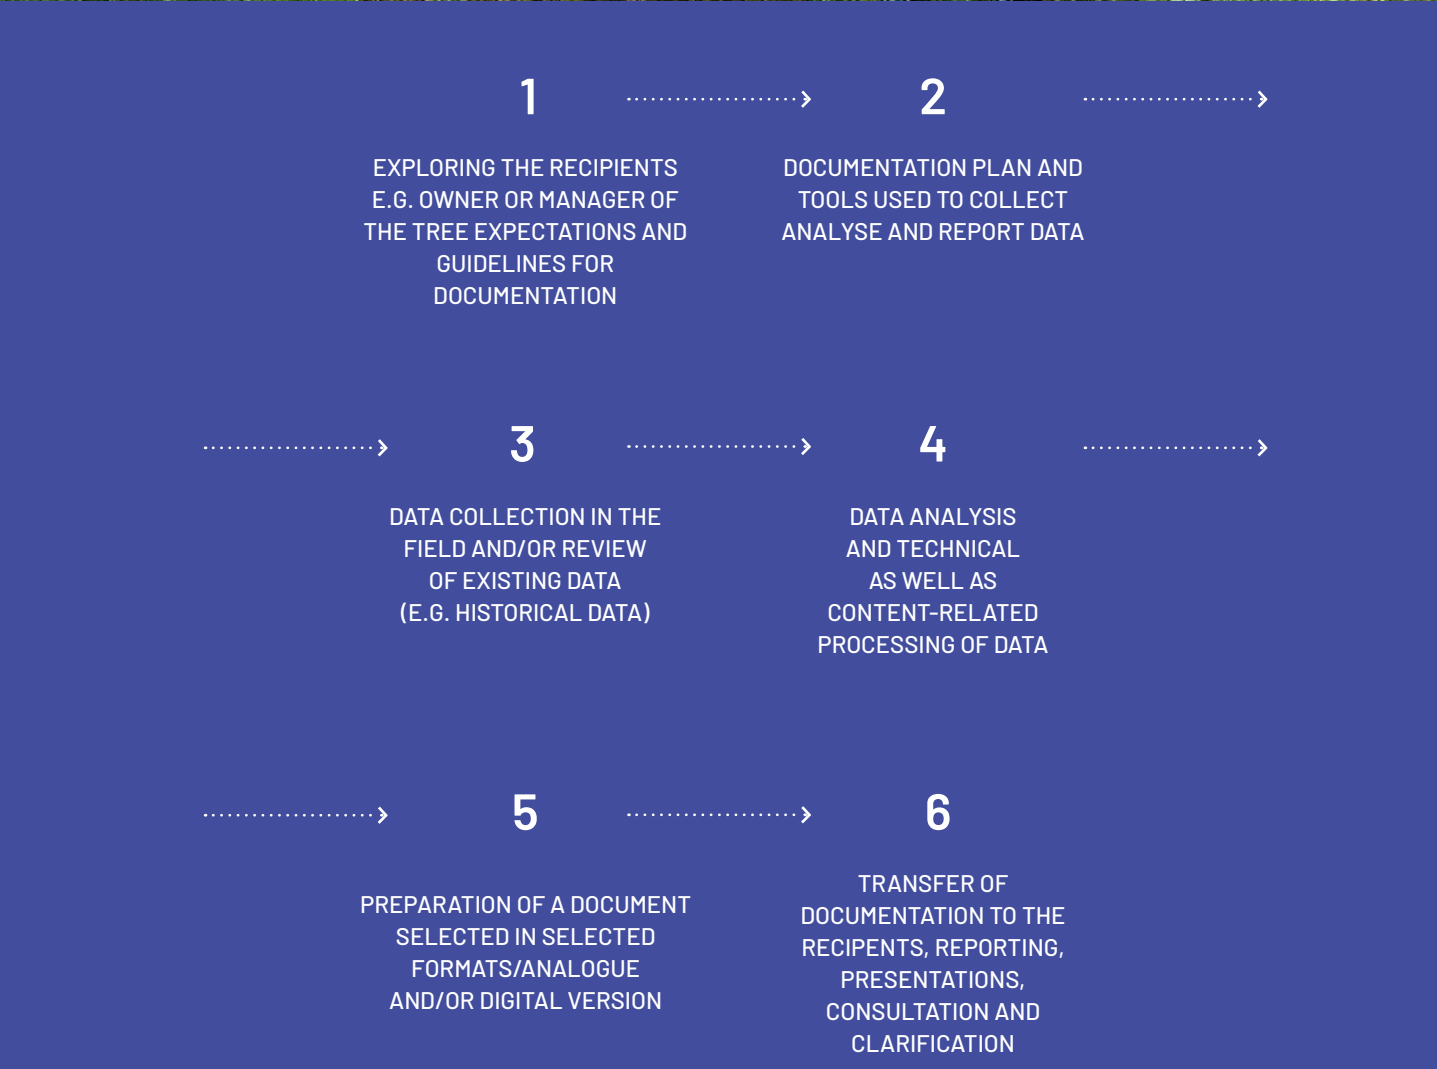 1
EXPLORING THE RECIPIENTS
E.G. OWNER OR MANAGER OF
THE TREE EXPECTATIONS AND
GUIDELINES FOR
DOCUMENTATION
2
DOCUMENTATION PLAN AND
TOOLS USED TO COLLECT
ANALYSE AND REPORT DATA
3
DATA COLLECTION IN THE
FIELD AND/OR REVIEW
OF EXISTING DATA
(E.G. HISTORICAL DATA)
4
DATA ANALYSIS
AND TECHNICAL
AS WELL AS
CONTENT-RELATED
PROCESSING OF DATA
5
PREPARATION OF A DOCUMENT
SELECTED IN SELECTED
FORMATS/ANALOGUE
AND/OR DIGITAL VERSION
6
TRANSFER OF
DOCUMENTATION TO THE
RECIPENTS, REPORTING,
PRESENTATIONS,
CONSULTATION AND
CLARIFICATION